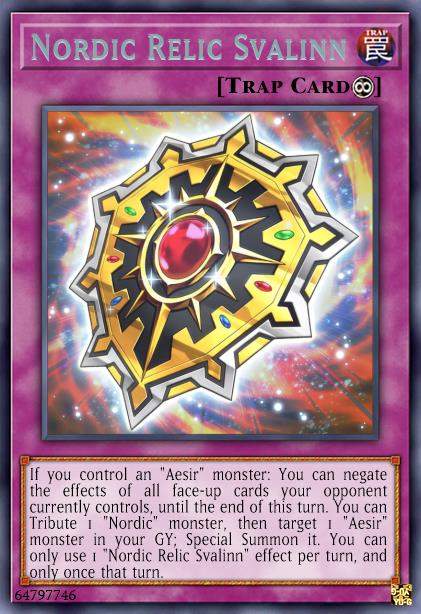 NORDIC RELIC SVALINN
TRAP
罠
[TRAP CARD∞]
If you control an "Aesir" monster: You can negate
the effects of all face-up cards your opponent
currently controls, until the end of this turn. You can
Tribute 1 "Nordic" monster, then target 1 "Aesir"
monster in your GY; Special Summon it. You can
only use 1 "Nordic Relic Svalinn" effect per turn, and
only once that turn.
64797746